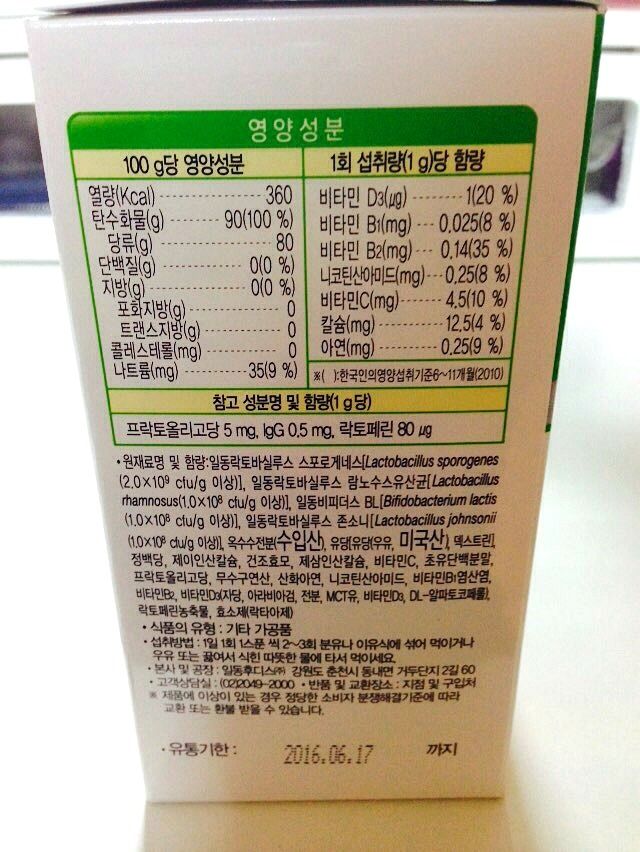 영양성분
100 g당 영양성분
열량(Kcal) 360
탄수화물(g) 90(100 %)
당류(g) 80
단백질(g) 0(0 %)
지방(g) 0(0 %)
포화지방(g) 0
트랜스지방(g) 0
콜레스테롤(mg) 0
나트륨(mg) 35(9 %)
1회 섭취량(1 g)당 함량
비타민 D3(㎍) 1(20 %)
비타민 B1(mg) 0,025(8 %)
비타민 B2(mg) 0,14(35 %)
니코틴산아미드(mg) 0,25(8 %)
비타민C(mg) 4,5(10 %)
칼슘(mg) 12,5(4 %)
아연(mg) 0,25(9 %)
※( ):한국인의영양섭취기준6~11개월(2010)
참고 성분명 및 함량(1 g당)
프락토올리고당 5 mg, IgG 0,5 mg, 락토페린 80 ㎍
• 원재료명 및 함량:일동락토바실루스 스포로게네스[Lactobacillus sporogenes
(2.0×10⁹ cfu/g 이상)], 일동락토바실루스 람노수스유산균[Lactobacillus
rhamnosus(1.0×10⁸ cfu/g 이상)], 일동비피더스 BL[Bifidobacterium lactis
(1.0×10⁸ cfu/g 이상)], 일동락토바실루스 존소니[Lactobacillus johnsonii
(1.0×10⁸ cfu/g 이상)], 옥수수전분(수입산), 유당[유당(우유, 미국산), 덱스트린],
정백당, 제이인산칼슘, 건조효모, 제삼인산칼슘, 비타민C, 초유단백분말,
프락토올리고당, 무수구연산, 산화아연, 니코틴산아미드, 비타민B₁염산염,
비타민B₂, 비타민D₃(자당, 아라비아검, 전분, MCT유, 비타민D₃, DL-알파토코페롤),
락토페린농축물, 효소제(락타아제)
• 식품의 유형 : 기타 가공품
• 섭취방법 : 1일 1회 1스푼 씩 2~3회 분유나 이유식에 섞어 먹이거나
우유 또는 끓여서 식힌 따뜻한 물에 타서 먹이세요.
• 본사 및 공장 : 일동후디스㈜ 강원도 춘천시 동내면 거두단지 2길 60
• 고객상담실 : (02)2049-2000 • 반품 및 교환장소 : 지점 및 구입처
※ 제품에 이상이 있는 경우 정당한 소비자 분쟁해결기준에 따라
교환 또는 환불 받을 수 있습니다.
• 유통기한 : 2016.06.17 까지